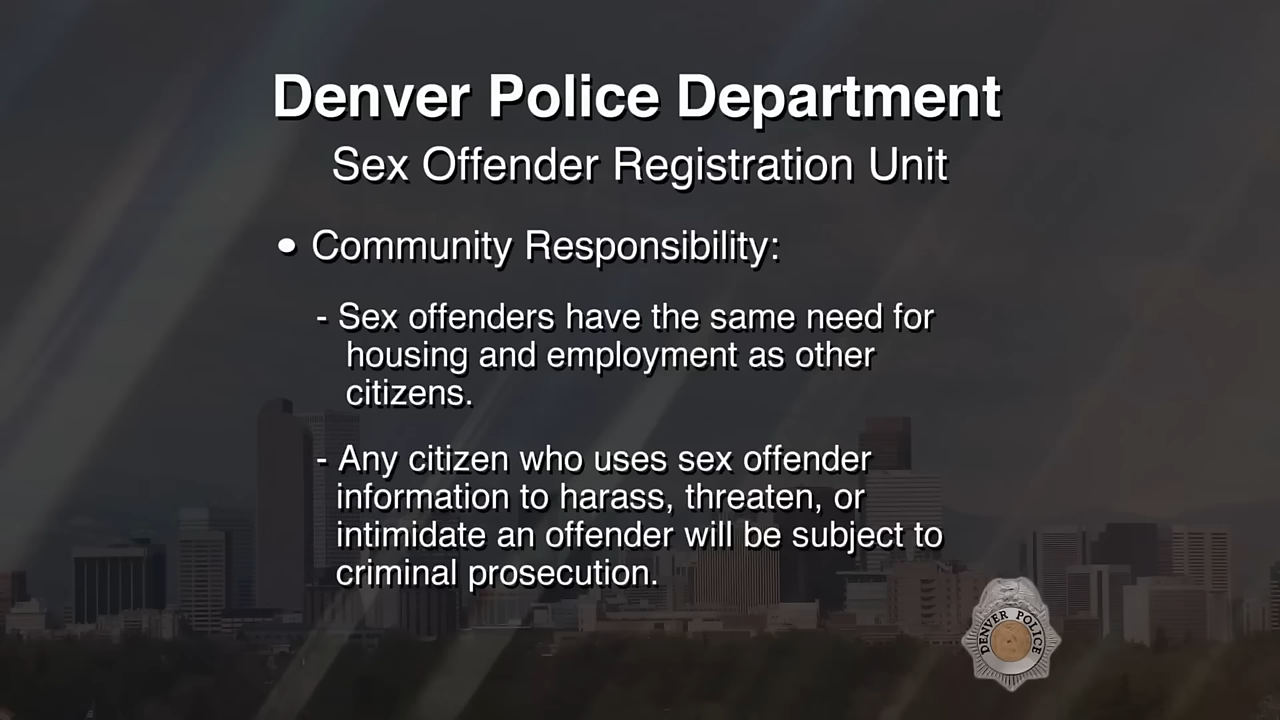 Denver Police Department
Sex Offender Registration Unit
• Community Responsibility:
- Sex offenders have the same need for
housing and employment as other
citizens.
- Any citizen who uses sex offender
information to harass, threaten, or
intimidate an offender will be subject to
criminal prosecution.
DENVER POLICE